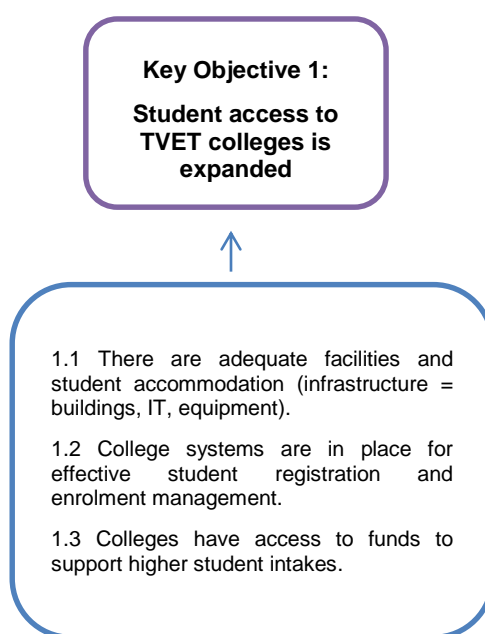 Key Objective 1:
Student access to
TVET colleges is
expanded
1.1 There are adequate facilities and
student accommodation (infrastructure =
buildings, IT, equipment).
1.2 College systems are in place for
effective student registration and
enrolment management.
1.3 Colleges have access to funds to
support higher student intakes.